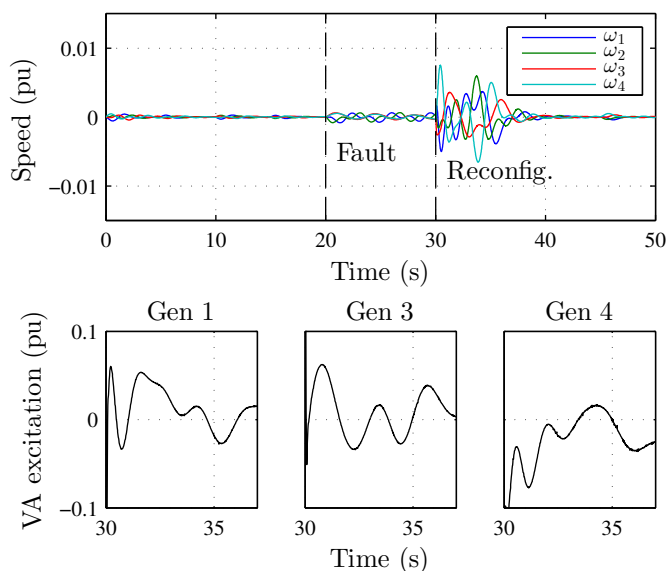 0.01
0
−0.01
Speed (pu)
ω1
ω2
ω3
ω4
Fault
Reconfig.
0 10 20 30 40 50
Time (s)
Gen 1 Gen 3 Gen 4
VA excitation (pu)
0.1
0
−0.1
30 35 30 35 30 35
Time (s)